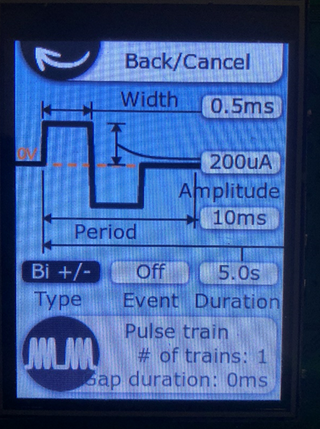 Back/Cancel
Width 0.5ms
0V
200uA
Amplitude
10ms
Period
Bi +/- Off 5.0s
Type Event Duration
Pulse train
# of trains: 1
Gap duration: 0ms